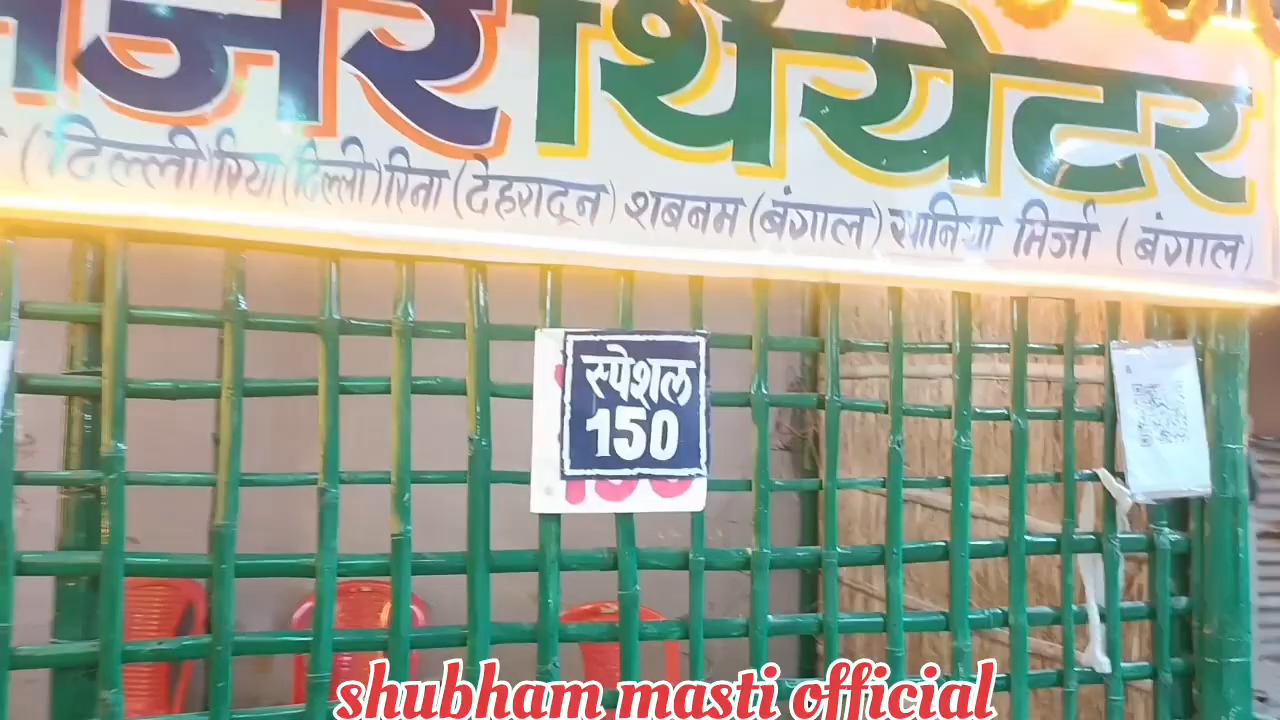 थियेटर
(दिल्ली) रिया (दिल्ली) रिना (देहरादून) शबनम (बंगाल) सानिया मिर्जा (बंगाल)
स्पेशल
150
shubham masti official